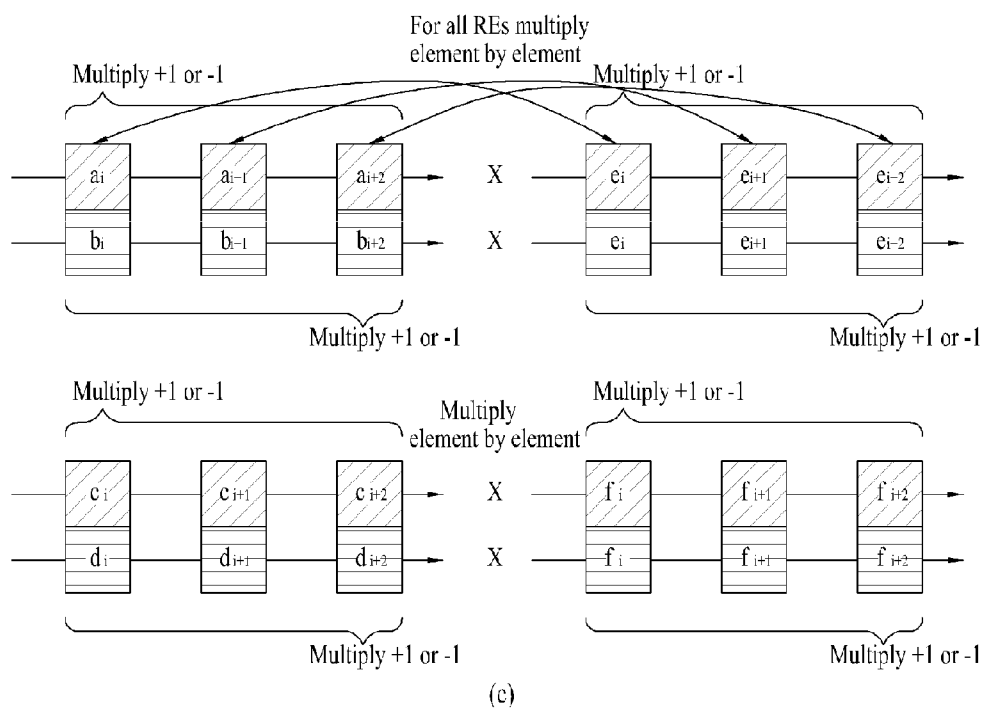 For all REs multiply
element by element
Multiply +1 or -1
Multiply +1 or -1
ai ai−1 ai+2 X ei ei+1 ei−2
bi bi−1 bi+2 X ei ei+1 ei−2
Multiply +1 or -1
Multiply +1 or -1
Multiply +1 or -1
Multiply +1 or -1
Multiply
element by element
ci ci+1 ci+2 X fi fi+1 fi+2
di di+1 di+2 X fi fi+1 fi+2
Multiply +1 or -1
Multiply +1 or -1
(c)